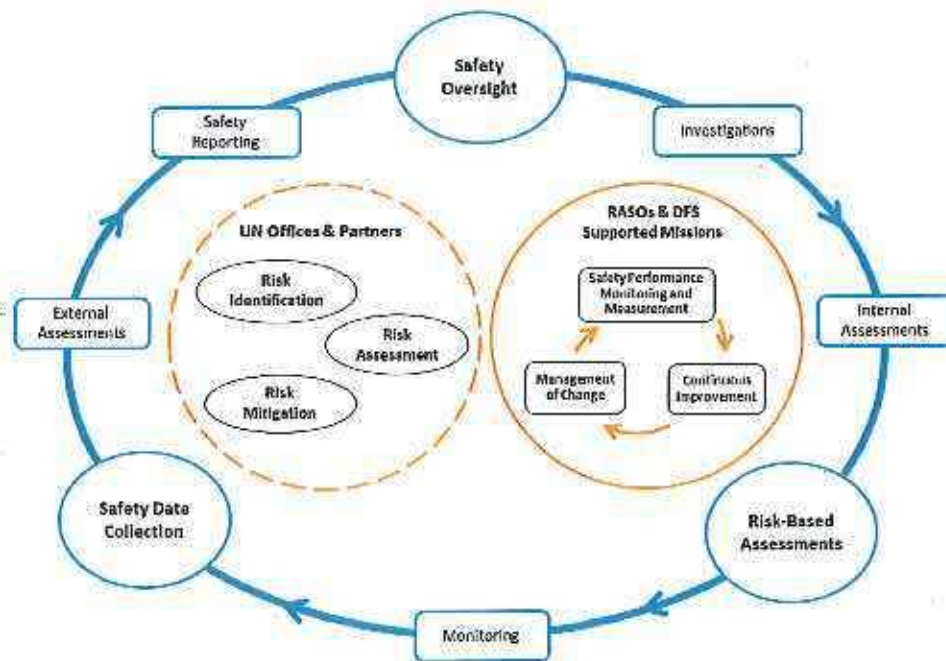 Safety
Oversight
Safety
Reporting
Investigations
UN Offices & Partners
RASOs & DFS
Supported Missions
Risk
Identification
Safety Performance
Monitoring and
Measurement
External
Assessments
Internal
Assessments
Risk
Assessment
Risk
Mitigation
Management
of Change
Continuous
Improvement
Safety Data
Collection
Risk-Based
Assessments
Monitoring